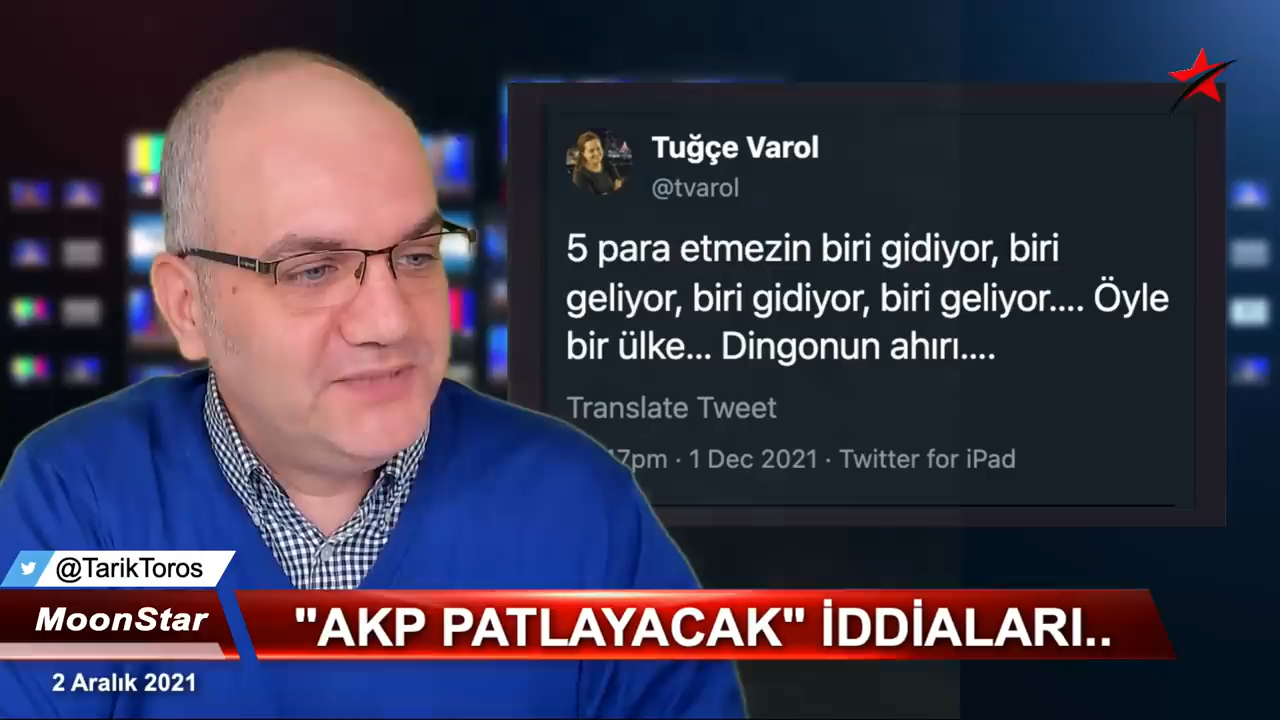 Tuğçe Varol
@tvarol
5 para etmezin biri gidiyor, biri
geliyor, biri gidiyor, biri geliyor.... Öyle
bir ülke... Dingonun ahırı....
Translate Tweet
17pm · 1 Dec 2021 · Twitter for iPad
@TarikToros
MoonStar
"AKP PATLAYACAK" İDDİALARI..
2 Aralık 2021